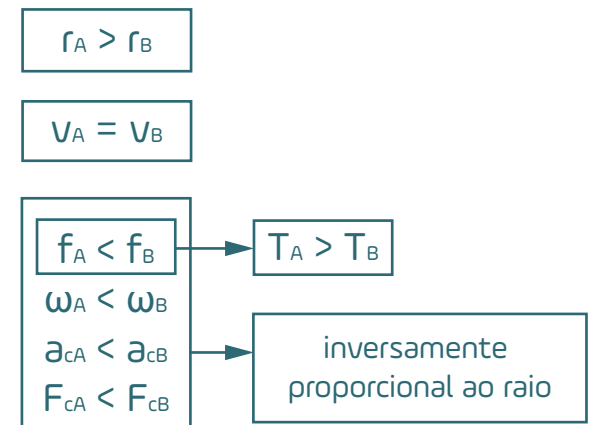 rA > rB
vA = vB
fA < fB
TA > TB
ωA < ωB
acA < acB
FcA < FcB
inversamente
proporcional ao raio